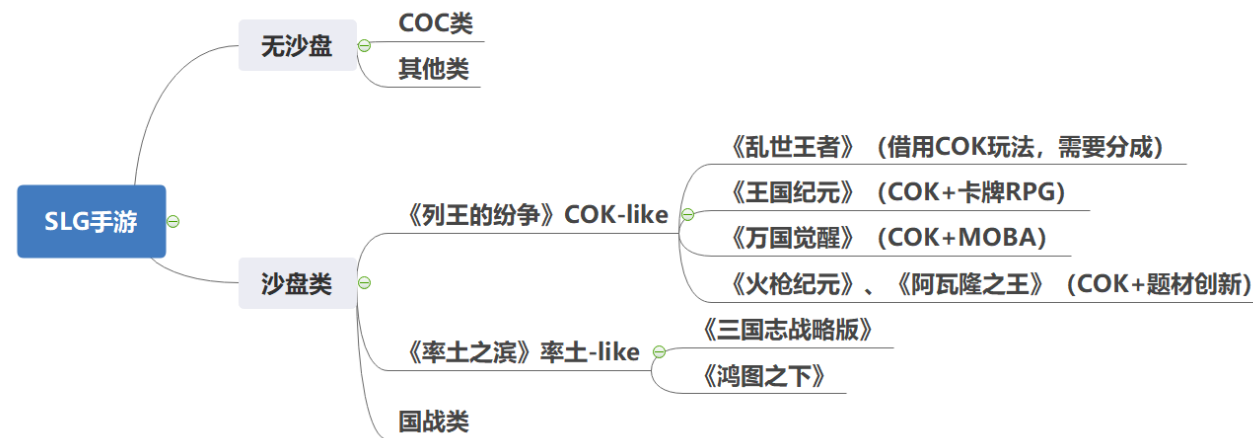 SLG手游
无沙盘
COC类
其他类
沙盘类
《列王的纷争》COK-like
《乱世王者》（借用COK玩法，需要分成）
《王国纪元》（COK+卡牌RPG）
《万国觉醒》（COK+MOBA）
《火枪纪元》、《阿瓦隆之王》（COK+题材创新）
《率土之滨》率土-like
《三国志战略版》
《鸿图之下》
国战类